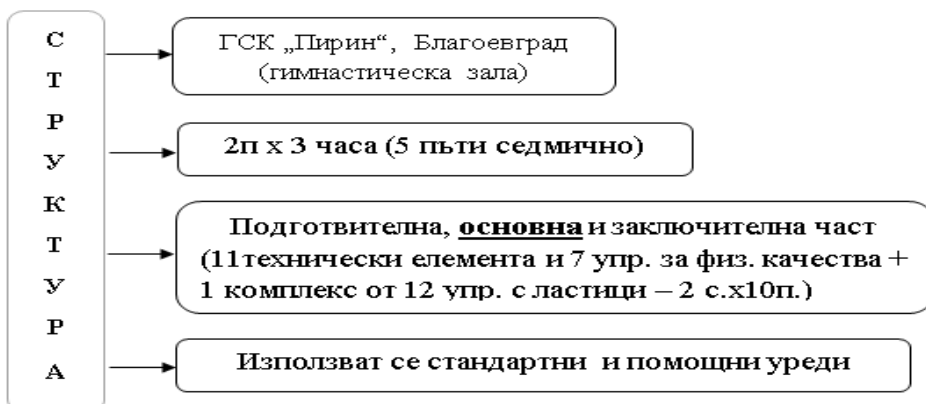 СТРУКТУРА
ГСК „Пирин“, Благоевград
(гимнастическа зала)
2п х 3 часа (5 пъти седмично)
Подготвителна, основна и заключителна част
(11технически елемента и 7 упр. за физ. качества +
1 комплекс от 12 упр. с ластици – 2 с.х10п.)
Използват се стандартни и помощни уреди